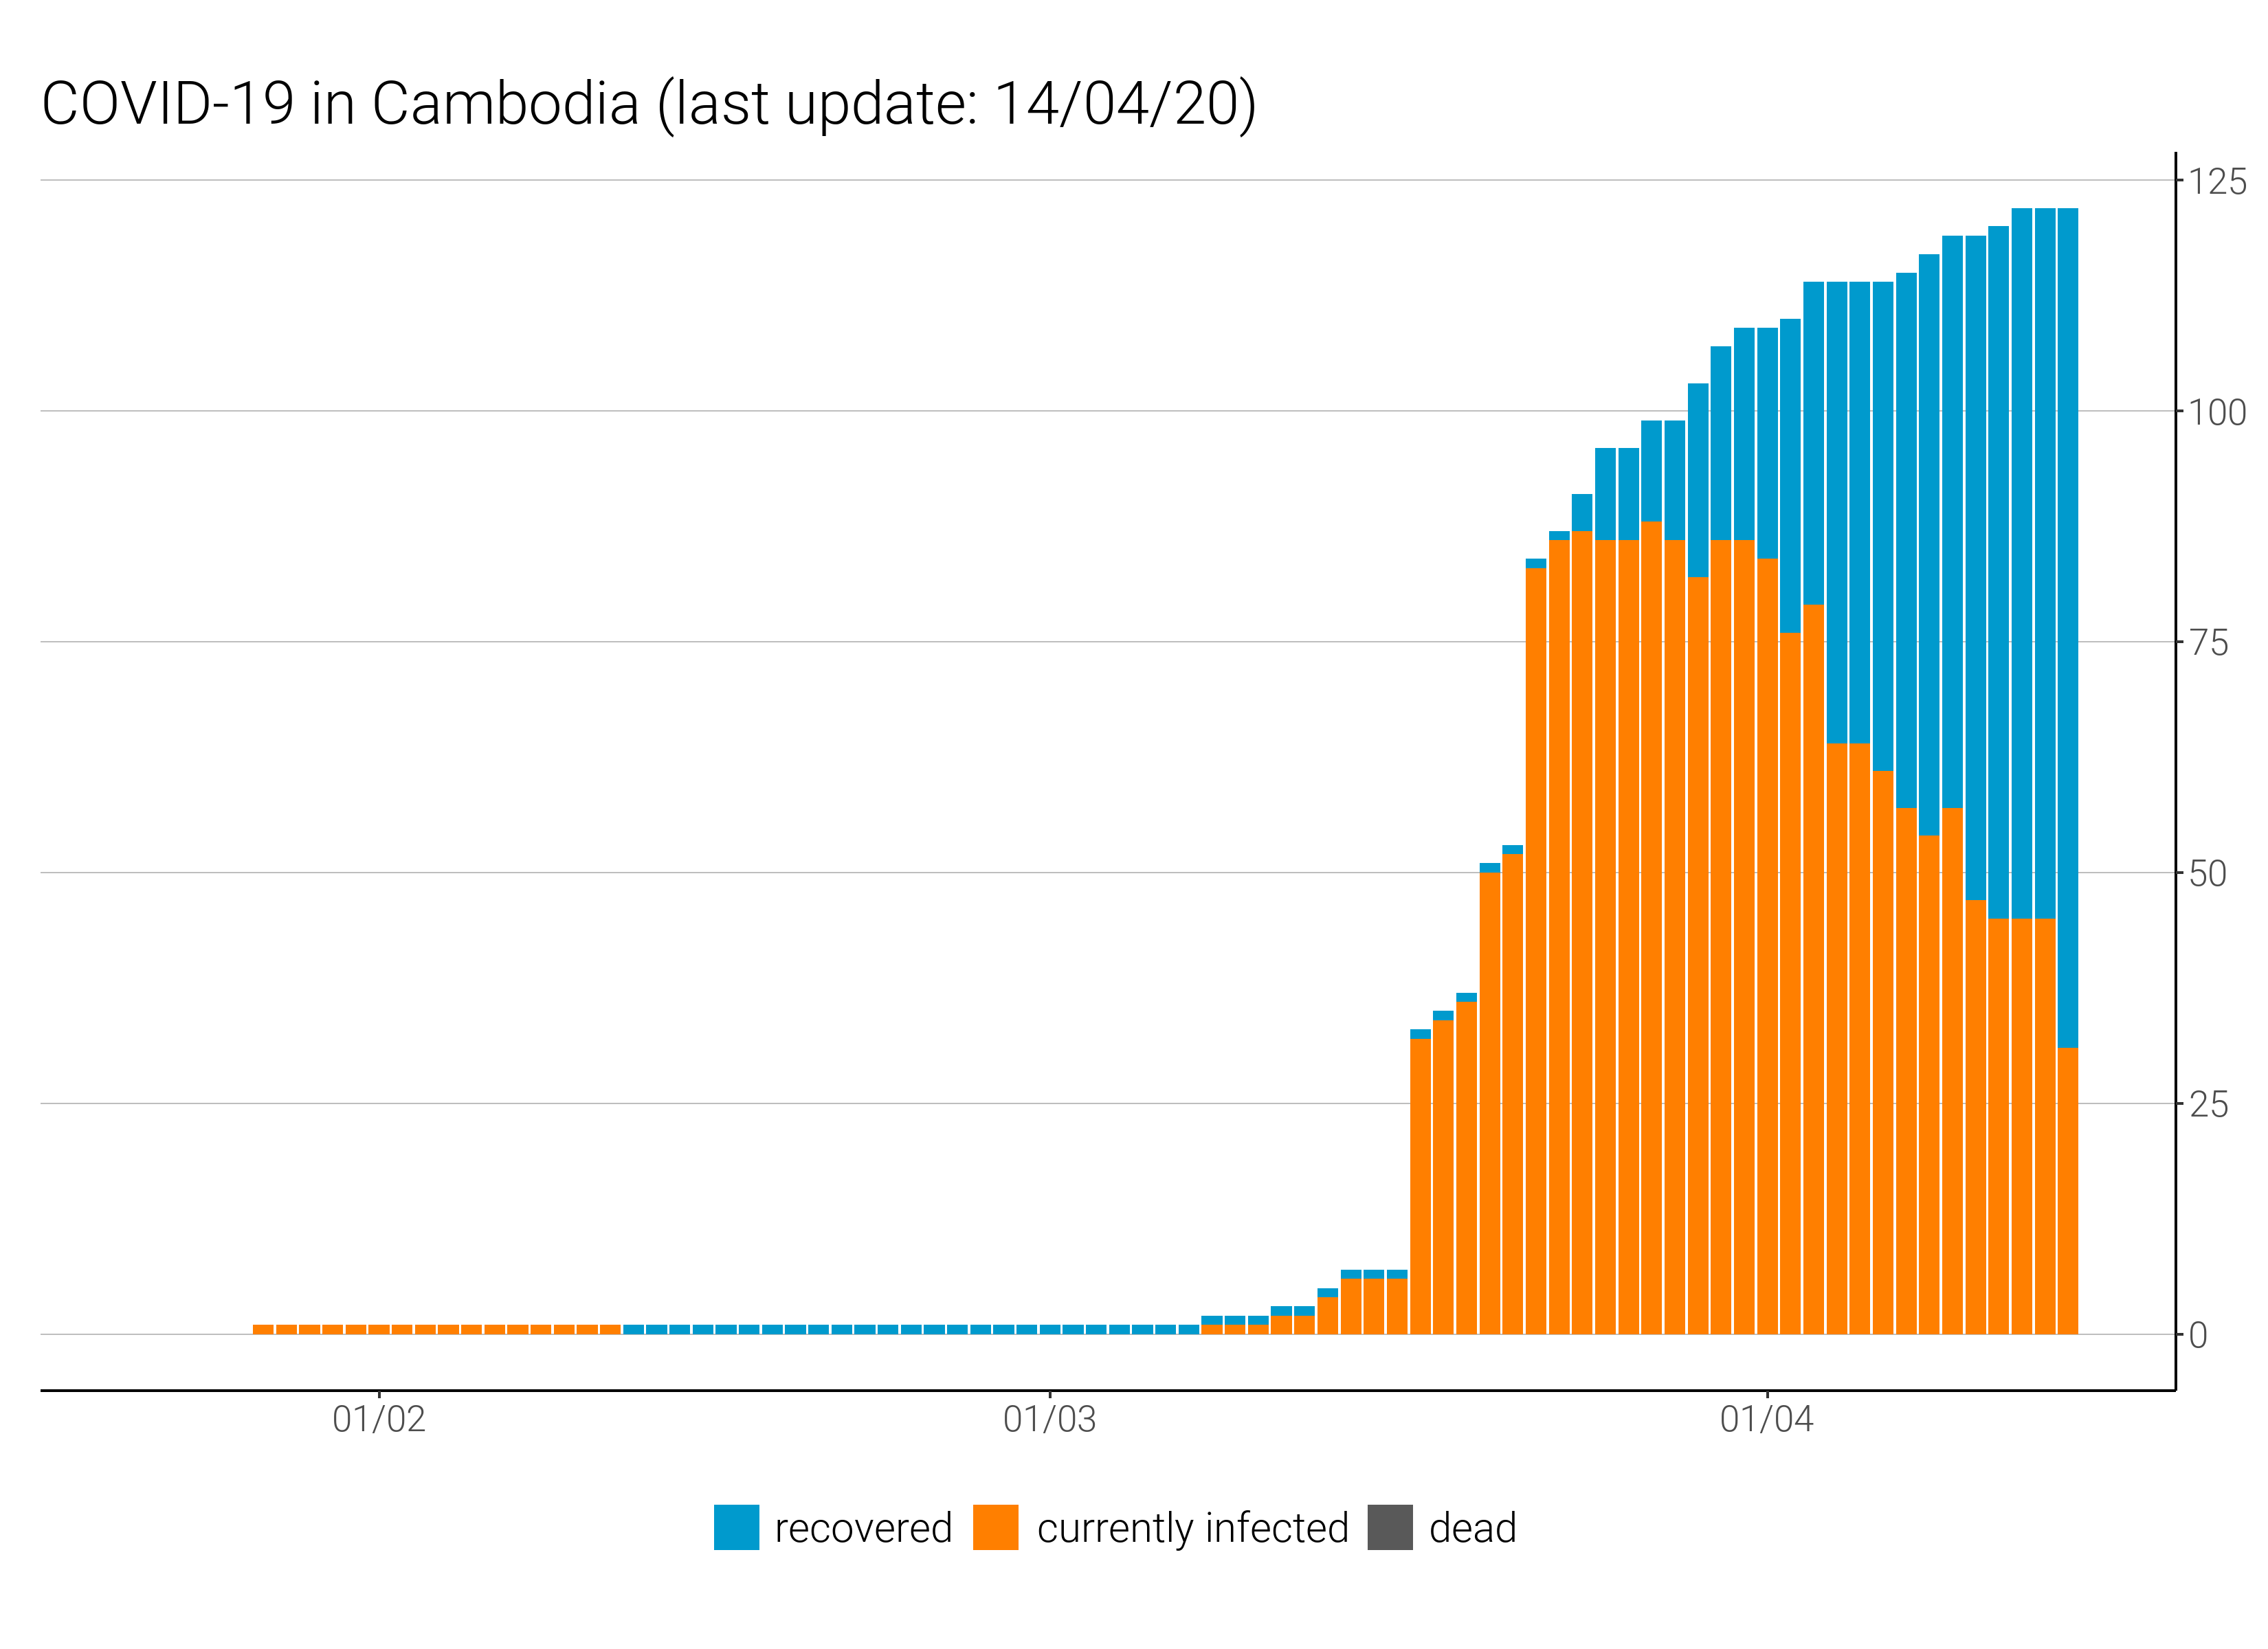 COVID-19 in Cambodia (last update: 14/04/20)
125
100
75
50
25
0
01/02 01/03 01/04
recovered currently infected dead